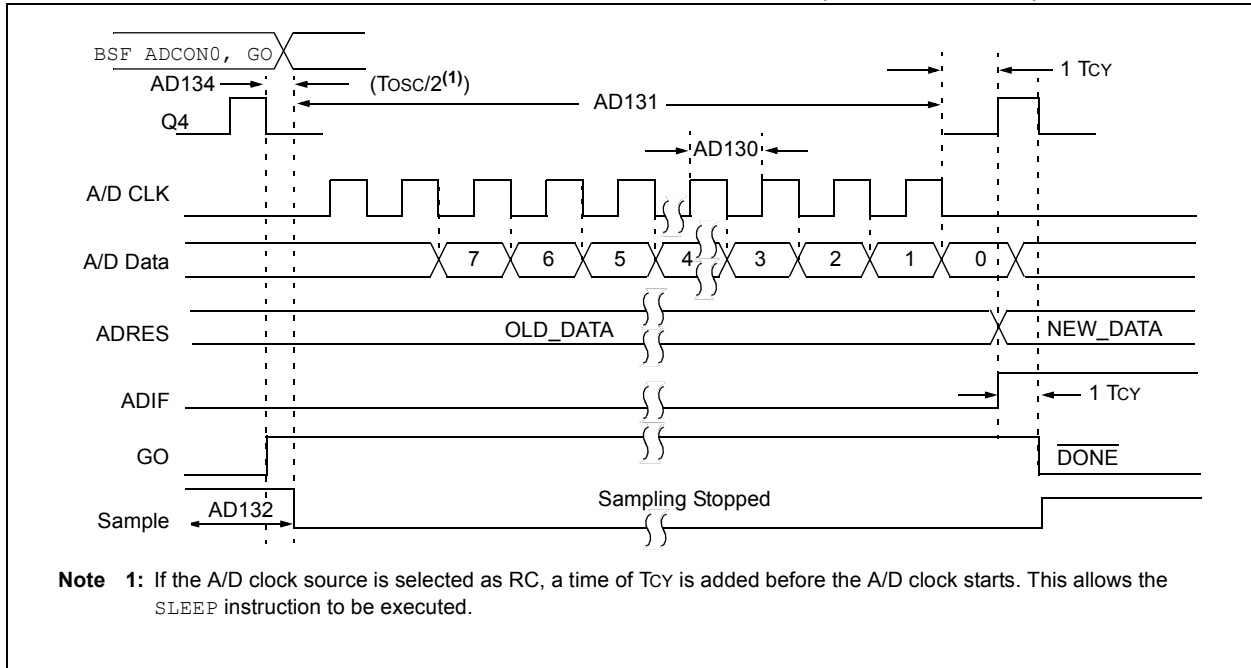 BSF ADCON0, GO
AD134
(TOSC/2(1))
1 TCY
AD131
Q4
AD130
A/D CLK
A/D Data
7 6 5 4 3 2 1 0
ADRES
OLD_DATA
NEW_DATA
ADIF
1 TCY
GO
DONE
Sample
AD132
Sampling Stopped
Note 1: If the A/D clock source is selected as RC, a time of TCY is added before the A/D clock starts. This allows the
SLEEP instruction to be executed.